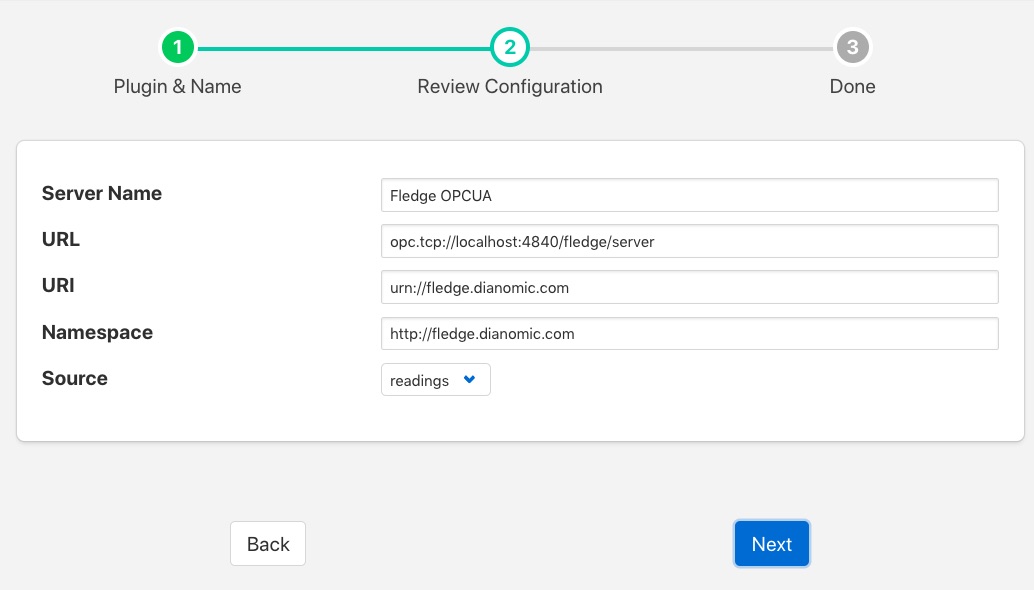 1 2 3
Plugin & Name Review Configuration Done
Server Name Fledge OPCUA
URL opc.tcp://localhost:4840/fledge/server
URI urn://fledge.dianomic.com
Namespace http://fledge.dianomic.com
Source readings
Back Next